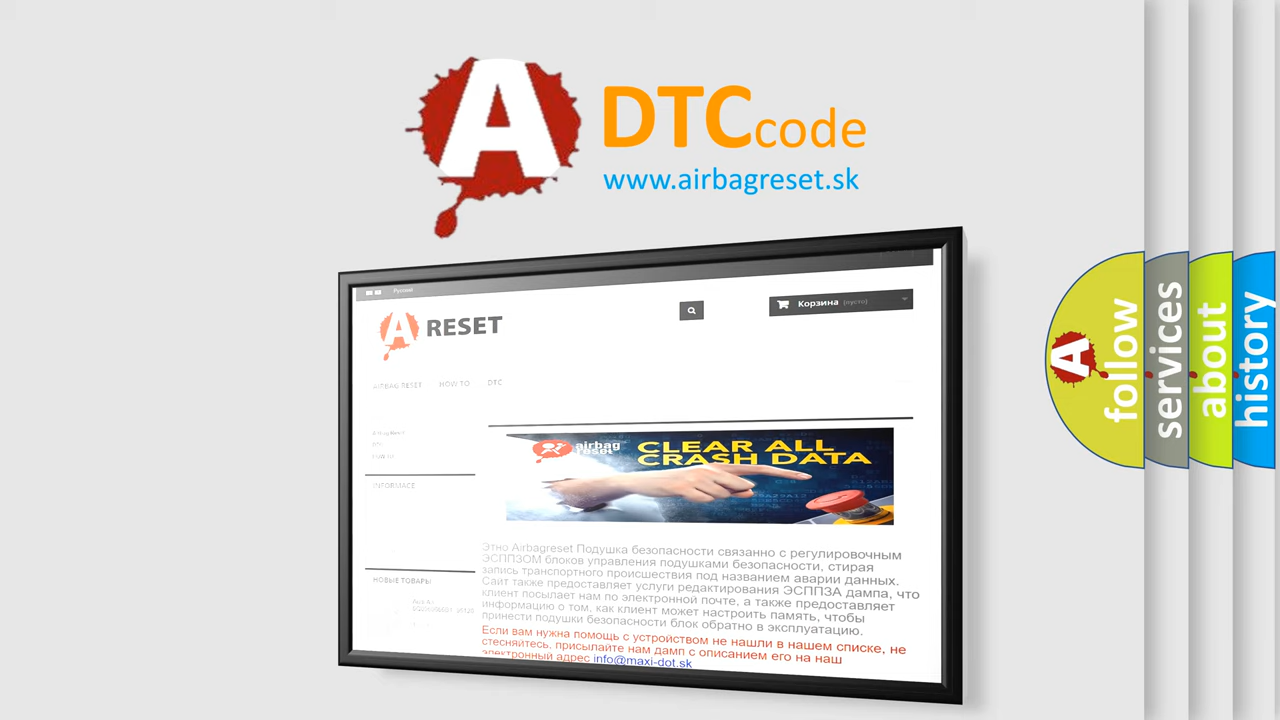 A
DTCcode
www.airbagreset.sk
Русский
Корзина (пусто)
A RESET
AIRBAG RESET HOW TO DTC
INFORMACE
airbag
reset
CLEAR ALL
CRASH DATA
Этно Airbagreset Подушка безопасности связанно с регулировочным
ЭСППЗОМ блоков управления подушками безопасности, стирая
запись транспортного происшествия под названием аварии данных.
Сайт также предоставляет услуги редактирования ЭСППЗА дампа, что
клиент посылает нам по электронной почте, а также предоставляет
информацию о том, как клиент может настроить память, чтобы
принести подушки безопасности блок обратно в эксплуатацию.
Если вам нужна помощь с устройством не нашли в нашем списке, не
стесняйтесь, присылайте нам дамп с описанием его на наш
электронный адрес info@maxi-dot.sk
НОВЫЕ ТОВАРЫ
A
follow
services
about
history